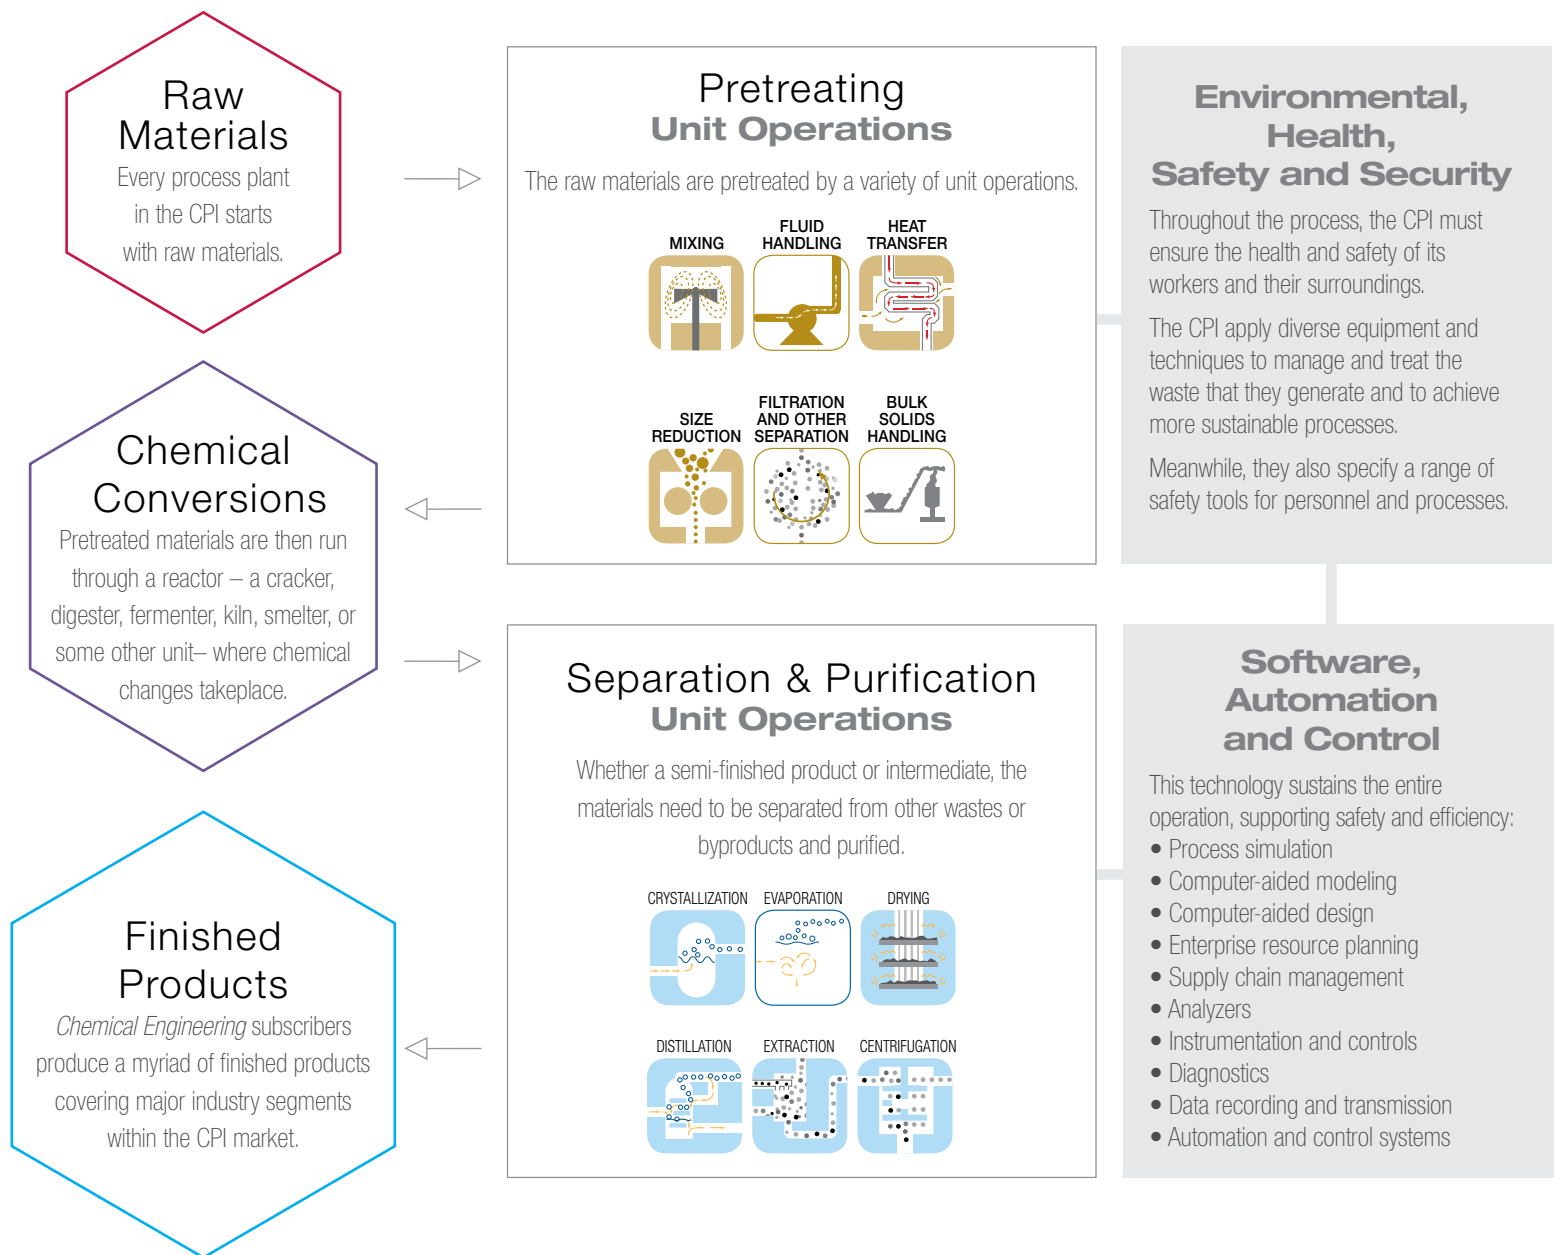 Raw
Materials
Every process plant
in the CPI starts
with raw materials.
Pretreating
Unit Operations
The raw materials are pretreated by a variety of unit operations.
MIXING
FLUID
HANDLING
HEAT
TRANSFER
SIZE
REDUCTION
FILTRATION
AND OTHER
SEPARATION
BULK
SOLIDS
HANDLING
Environmental,
Health,
Safety and Security
Throughout the process, the CPI must
ensure the health and safety of its
workers and their surroundings.
The CPI apply diverse equipment and
techniques to manage and treat the
waste that they generate and to achieve
more sustainable processes.
Meanwhile, they also specify a range of
safety tools for personnel and processes.
Chemical
Conversions
Pretreated materials are then run
through a reactor – a cracker,
digester, fermenter, kiln, smelter, or
some other unit– where chemical
changes takeplace.
Separation & Purification
Unit Operations
Whether a semi-finished product or intermediate, the
materials need to be separated from other wastes or
byproducts and purified.
CRYSTALLIZATION
EVAPORATION
DRYING
DISTILLATION
EXTRACTION
CENTRIFUGATION
Software,
Automation
and Control
This technology sustains the entire
operation, supporting safety and efficiency:
• Process simulation
• Computer-aided modeling
• Computer-aided design
• Enterprise resource planning
• Supply chain management
• Analyzers
• Instrumentation and controls
• Diagnostics
• Data recording and transmission
• Automation and control systems
Finished
Products
Chemical Engineering subscribers
produce a myriad of finished products
covering major industry segments
within the CPI market.